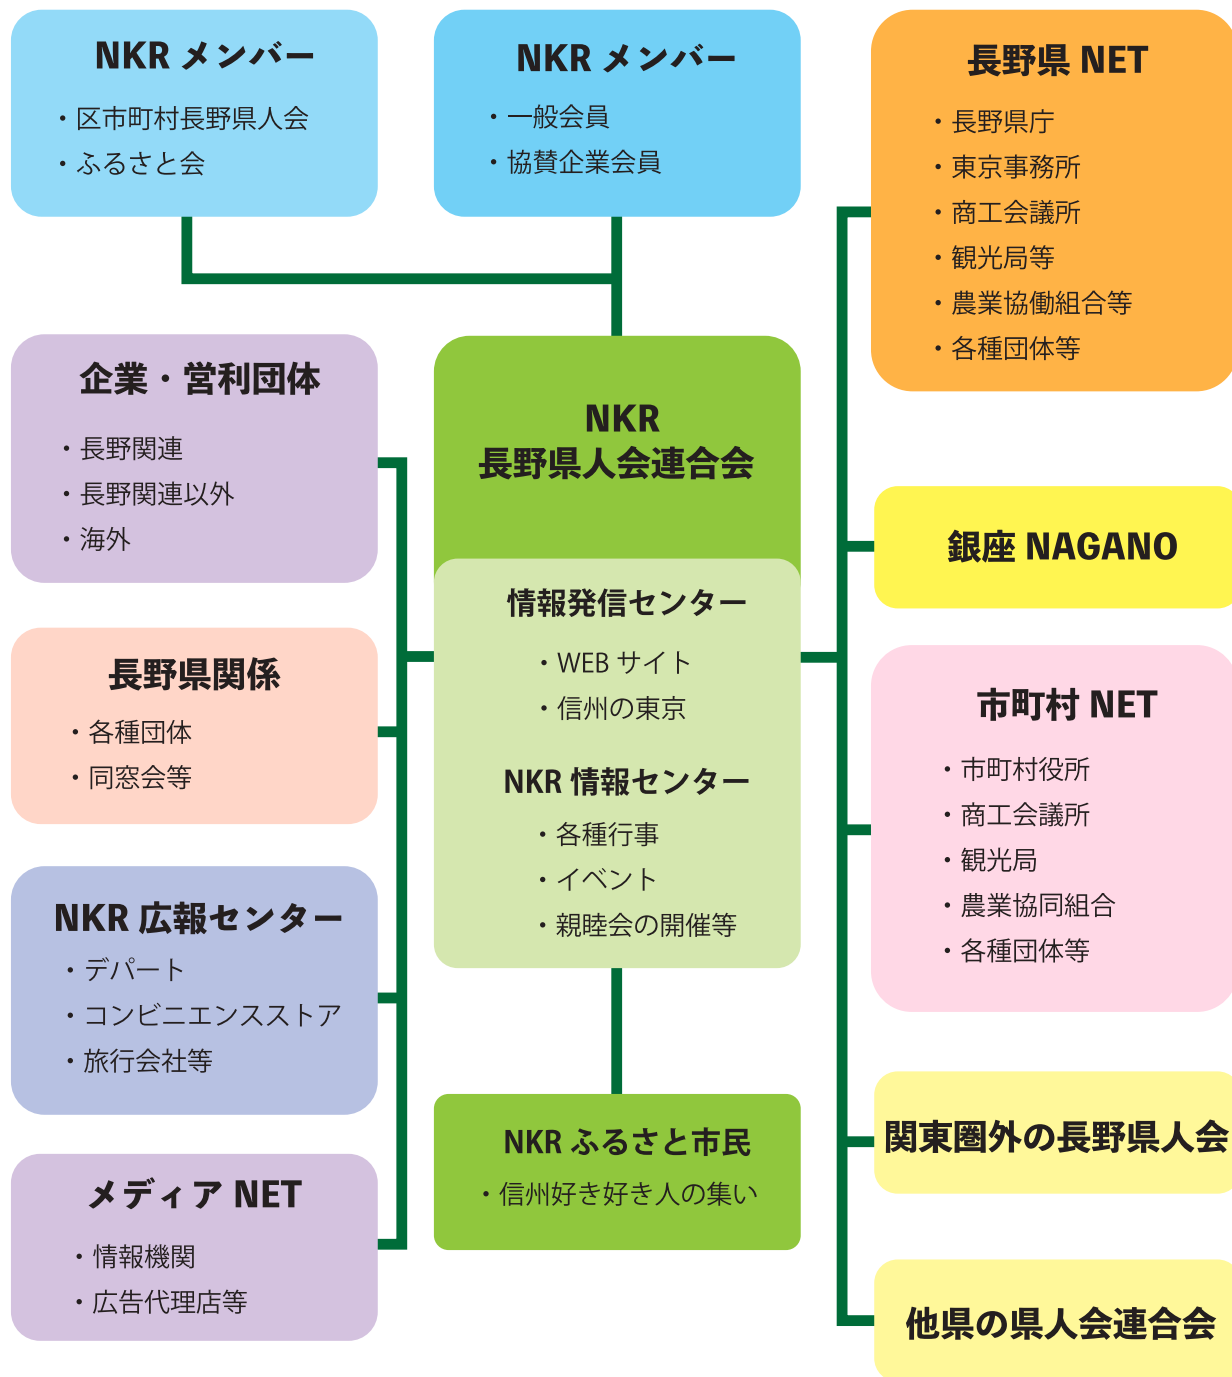 NKR メンバー
・区市町村長野県人会
・ふるさと会
NKR メンバー
・一般会員
・協賛企業会員
長野県 NET
・長野県庁
・東京事務所
・商工会議所
・観光局等
・農業協働組合等
・各種団体等
企業・営利団体
・長野関連
・長野関連以外
・海外
NKR
長野県人会連合会
情報発信センター
・WEB サイト
・信州の東京
NKR 情報センター
・各種行事
・イベント
・親睦会の開催等
銀座 NAGANO
長野県関係
・各種団体
・同窓会等
市町村 NET
・市町村役所
・商工会議所
・観光局
・農業協同組合
・各種団体等
NKR 広報センター
・デパート
・コンビニエンスストア
・旅行会社等
NKR ふるさと市民
・信州好き好き人の集い
関東圏外の長野県人会
メディア NET
・情報機関
・広告代理店等
他県の県人会連合会